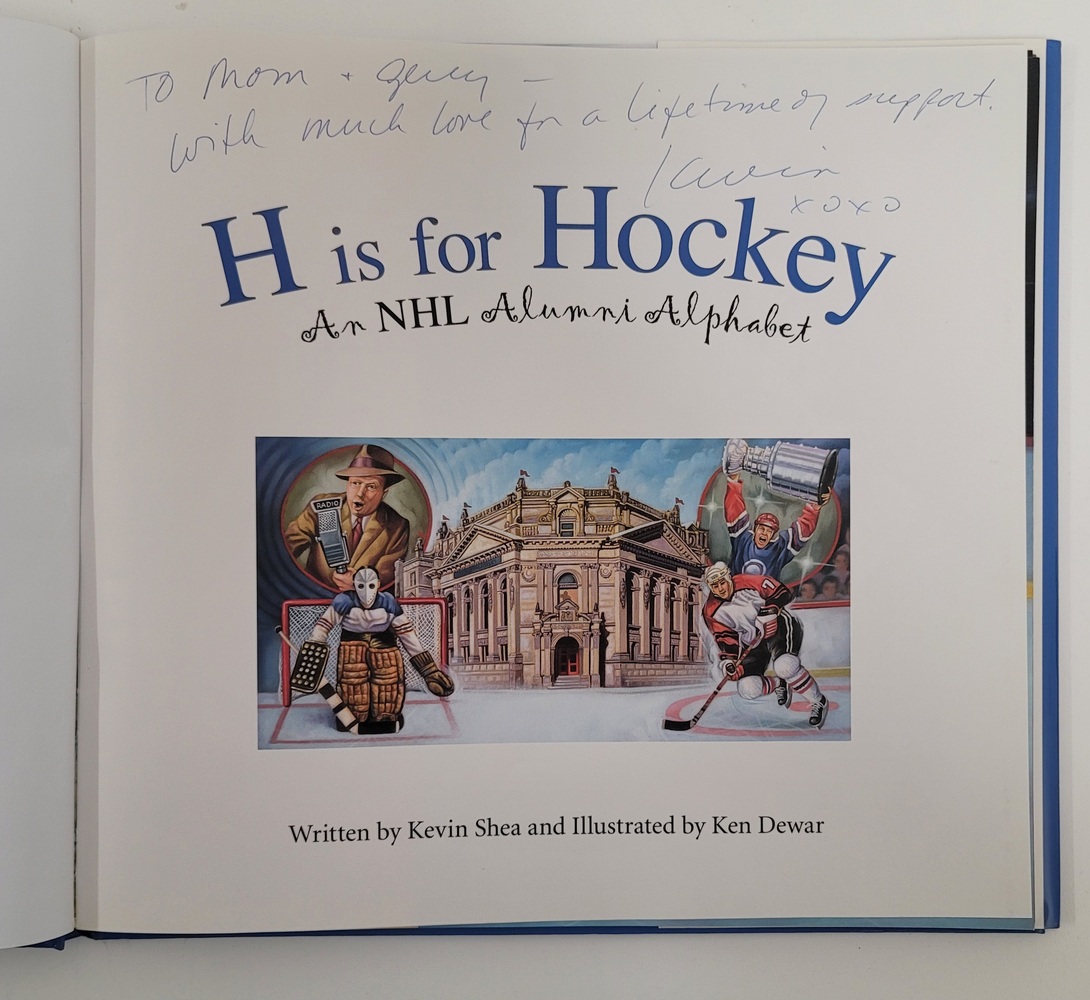 To Mom + Gerry –
With much love for a lifetime of support.
Kevin
xoxo
H is for Hockey
An NHL Alumni Alphabet
RADIO
Written by Kevin Shea and Illustrated by Ken Dewar